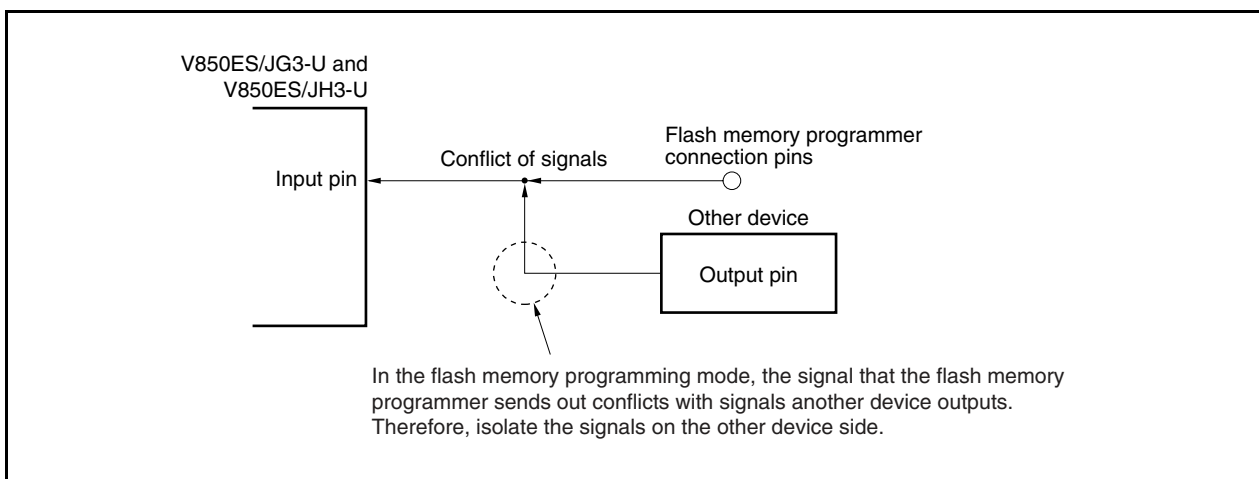 V850ES/JG3-U and
V850ES/JH3-U
Flash memory programmer
connection pins
Conflict of signals
Input pin
Other device
Output pin
In the flash memory programming mode, the signal that the flash memory
programmer sends out conflicts with signals another device outputs.
Therefore, isolate the signals on the other device side.